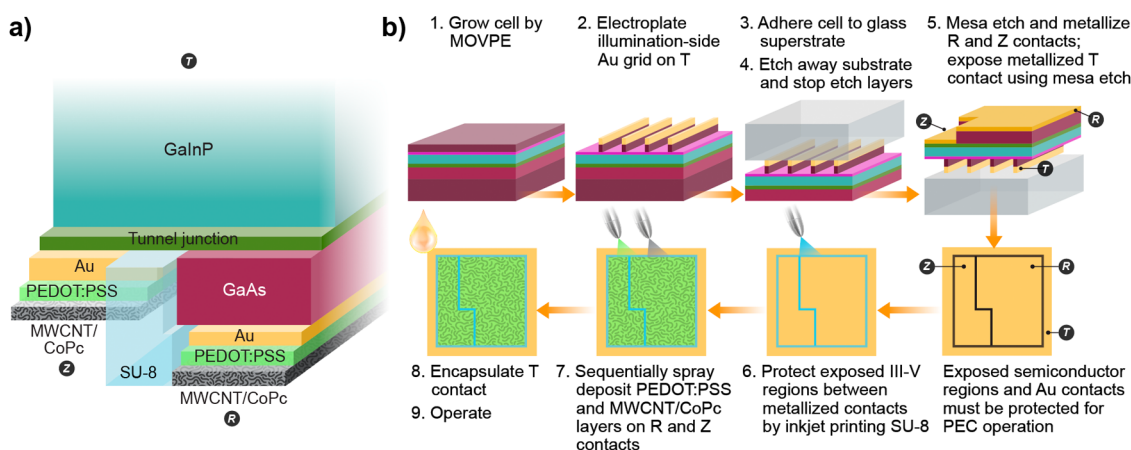 a)
T
GaInP
Tunnel junction
Au
PEDOT:PSS
MWCNT/
CoPc
Z
SU-8
GaAs
Au
PEDOT:PSS
MWCNT/CoPc
R
b)
1. Grow cell by
MOVPE
2. Electroplate
illumination-side
Au grid on T
3. Adhere cell to glass
superstrate
4. Etch away substrate
and stop etch layers
5. Mesa etch and metallize
R and Z contacts;
expose metallized T
contact using mesa etch
Z
R
T
Z
R
T
Exposed semiconductor
regions and Au contacts
must be protected for
PEC operation
6. Protect exposed III-V
regions between
metallized contacts
by inkjet printing SU-8
7. Sequentially spray
deposit PEDOT:PSS
and MWCNT/CoPc
layers on R and Z
contacts
8. Encapsulate T
contact
9. Operate